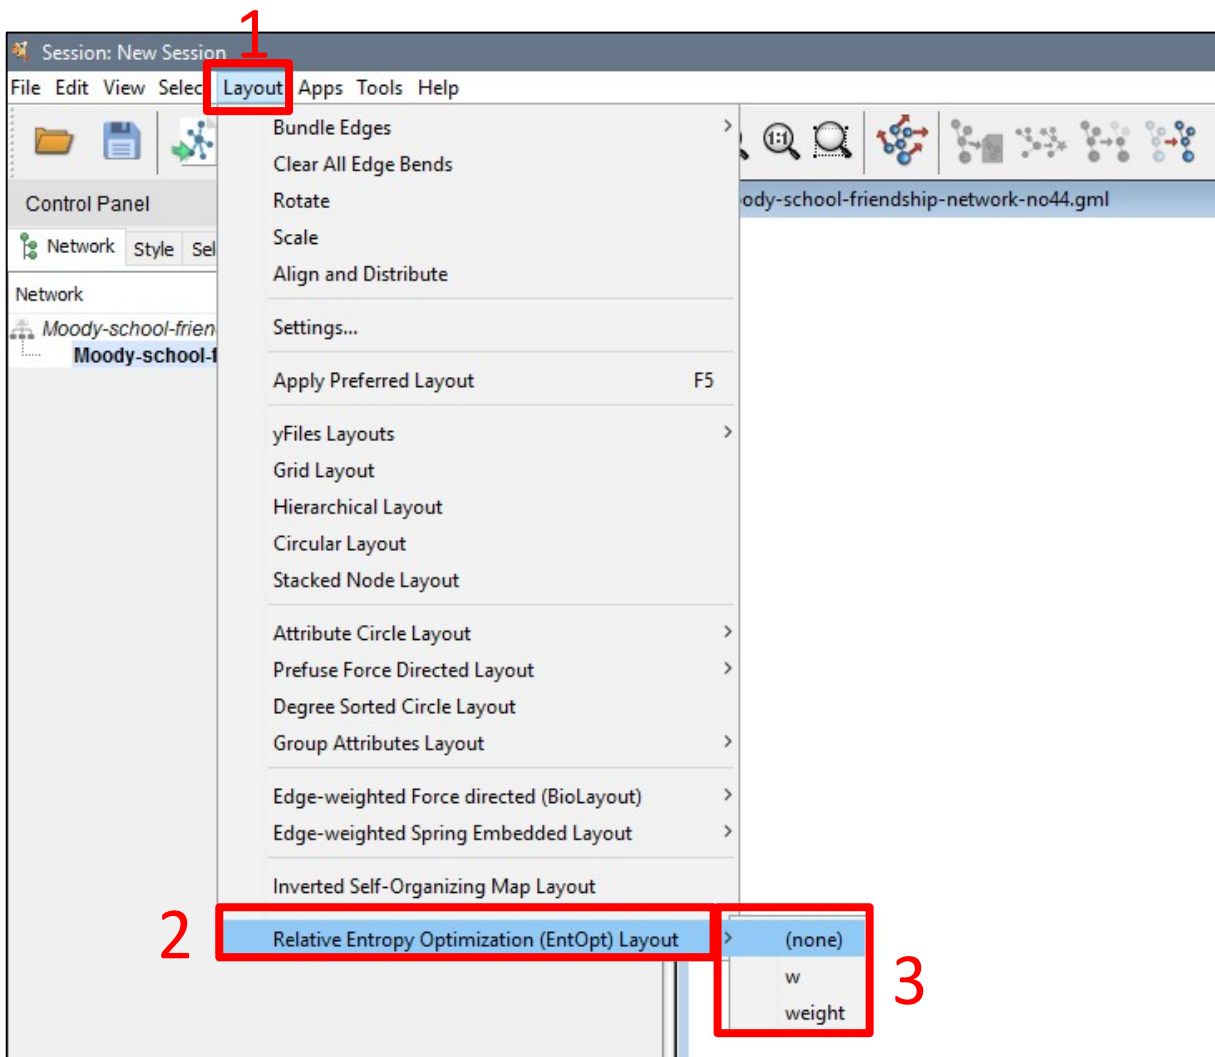 1
Session: New Session
File Edit View Selec Layout Apps Tools Help
Bundle Edges
Clear All Edge Bends
Rotate
Scale
Align and Distribute
Settings...
Apply Preferred Layout F5
yFiles Layouts
Grid Layout
Hierarchical Layout
Circular Layout
Stacked Node Layout
Attribute Circle Layout
Prefuse Force Directed Layout
Degree Sorted Circle Layout
Group Attributes Layout
Edge-weighted Force directed (BioLayout)
Edge-weighted Spring Embedded Layout
Inverted Self-Organizing Map Layout
2
Relative Entropy Optimization (EntOpt) Layout
(none)
w
weight
3
1:1
ody-school-friendship-network-no44.gml
Control Panel
Network Style Sel
Network
Moody-school-frien
Moody-school-f